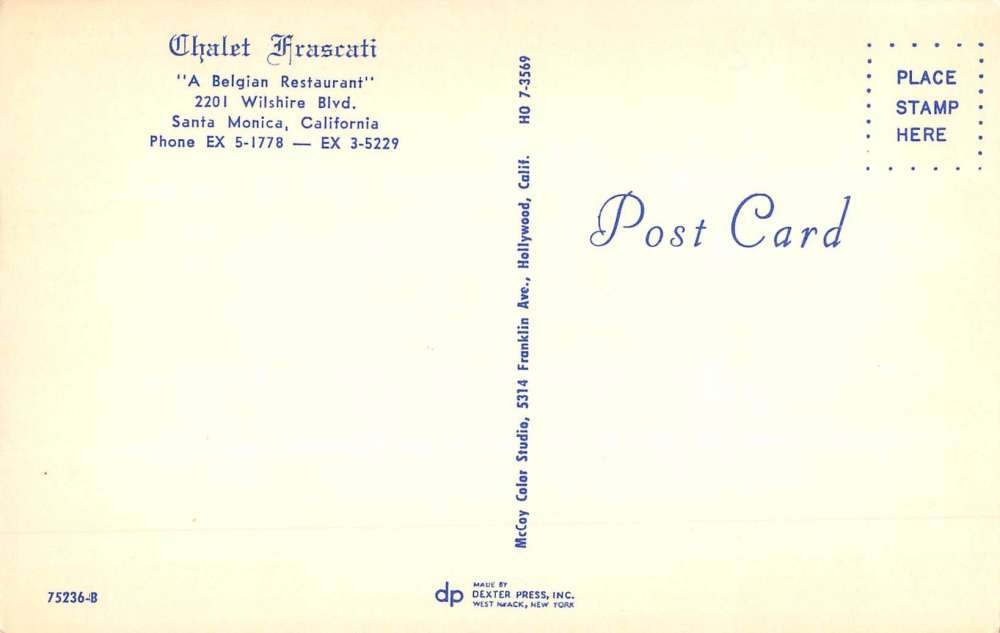 Chalet Frascati
"A Belgian Restaurant"
2201 Wilshire Blvd.
Santa Monica, California
Phone EX 5-1778 — EX 3-5229
McCoy Color Studio, 5314 Franklin Ave., Hollywood, Calif. HO 7-3569
PLACE
STAMP
HERE
Post Card
75236-B
dp
MADE BY
DEXTER PRESS, INC.
WEST NYACK, NEW YORK